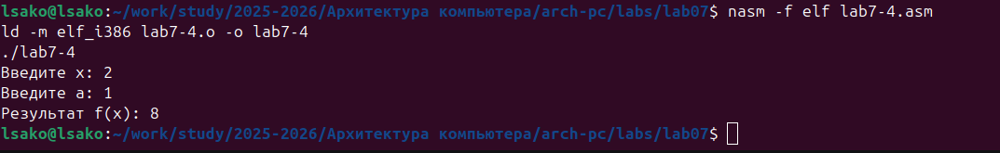 lsako@lsako:~/work/study/2025-2026/Архитектура компьютера/arch-pc/labs/lab07$ nasm -f elf lab7-4.asm
ld -m elf_i386 lab7-4.o -o lab7-4
./lab7-4
Введите x: 2
Введите a: 1
Результат f(x): 8
lsako@lsako:~/work/study/2025-2026/Архитектура компьютера/arch-pc/labs/lab07$